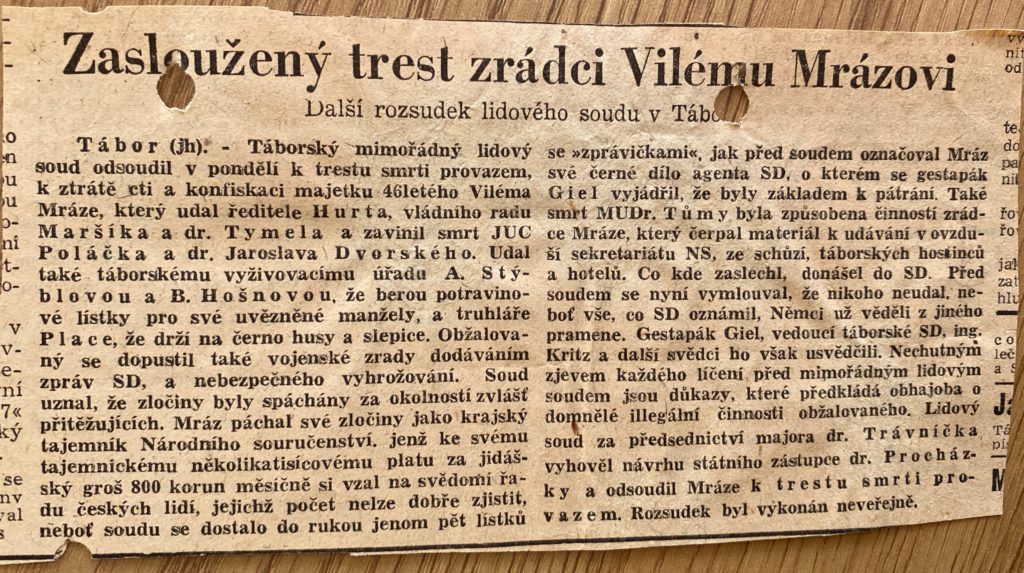 Zasloužený trest zrádci Vilému Mrázovi
Další rozsudek lidového soudu v Tábo
Tábor (jh). - Táborský mimořádný lidový
soud odsoudil v pondělí k trestu smrti provazem,
k ztrátě cti a konfiskaci majetku 46letého Viléma
Mráze, který udal ředitele Hurta, vládního radu
Maršíka a dr. Tymela a zavinil smrt JUC
Poláčka a dr. Jaroslava Dvorského. Udal
také táborskému vyživovacímu úřadu A. Stý-
blovou a B. Hošnovou, že berou potravino-
vé lístky pro své uvězněné manžely, a truhláře
Place, že drží na černo husy a slepice. Obžalova-
ný se dopustil také vojenské zrady dodáváním
zpráv SD, a nebezpečného vyhrožování. Soud
uznal, že zločiny byly spáchány za okolností zvlášť
přitěžujících. Mráz páchal své zločiny jako krajský
tajemník Národního souručenství, jenž ke svému
tajemnickému několikatisícovému platu za jidáš-
ský groš 800 korun měsíčně si vzal na svědomí řa-
du českých lidí, jejichž počet nelze dobře zjistit,
neboť soudu se dostalo do rukou jenom pět lístků
se »zprávičkami«, jak před soudem označoval Mráz
své černé dílo agenta SD, o kterém se gestapák
Giel vyjádřil, že byly základem k pátrání. Také
smrt MUDr. Tůmy byla způsobena činností zrád-
ce Mráze, který čerpal materiál k udávání v ovzdu-
ší sekretariátu NS, ze schůzí, táborských hostinců
a hotelů. Co kde zaslechl, donášel do SD. Před
soudem se nyní vymlouval, že nikoho neudal, ne-
boť vše, co SD oznámil, Němci už věděli z jiného
pramene. Gestapák Giel, vedoucí táborské SD, ing.
Kritz a další svědci ho však usvědčili. Nechutným
zjevem každého líčení před mimořádným lidovým
soudem jsou důkazy, které předkládá obhajoba o
domnělé illegální činnosti obžalovaného. Lidový
soud za předsednictví majora dr. Trávníčka
vyhověl návrhu státního zástupce dr. Procház-
ky a odsoudil Mráze k trestu smrti pro-
vazem. Rozsudek byl vykonán neveřejně.